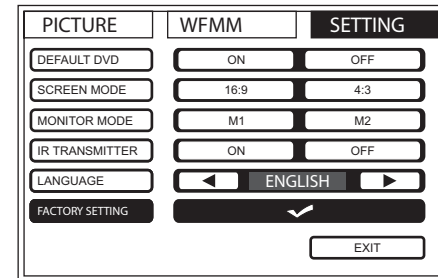 PICTURE WFMM SETTING
DEFAULT DVD ON OFF
SCREEN MODE 16:9 4:3
MONITOR MODE M1 M2
IR TRANSMITTER ON OFF
LANGUAGE ENGLISH
FACTORY SETTING
EXIT